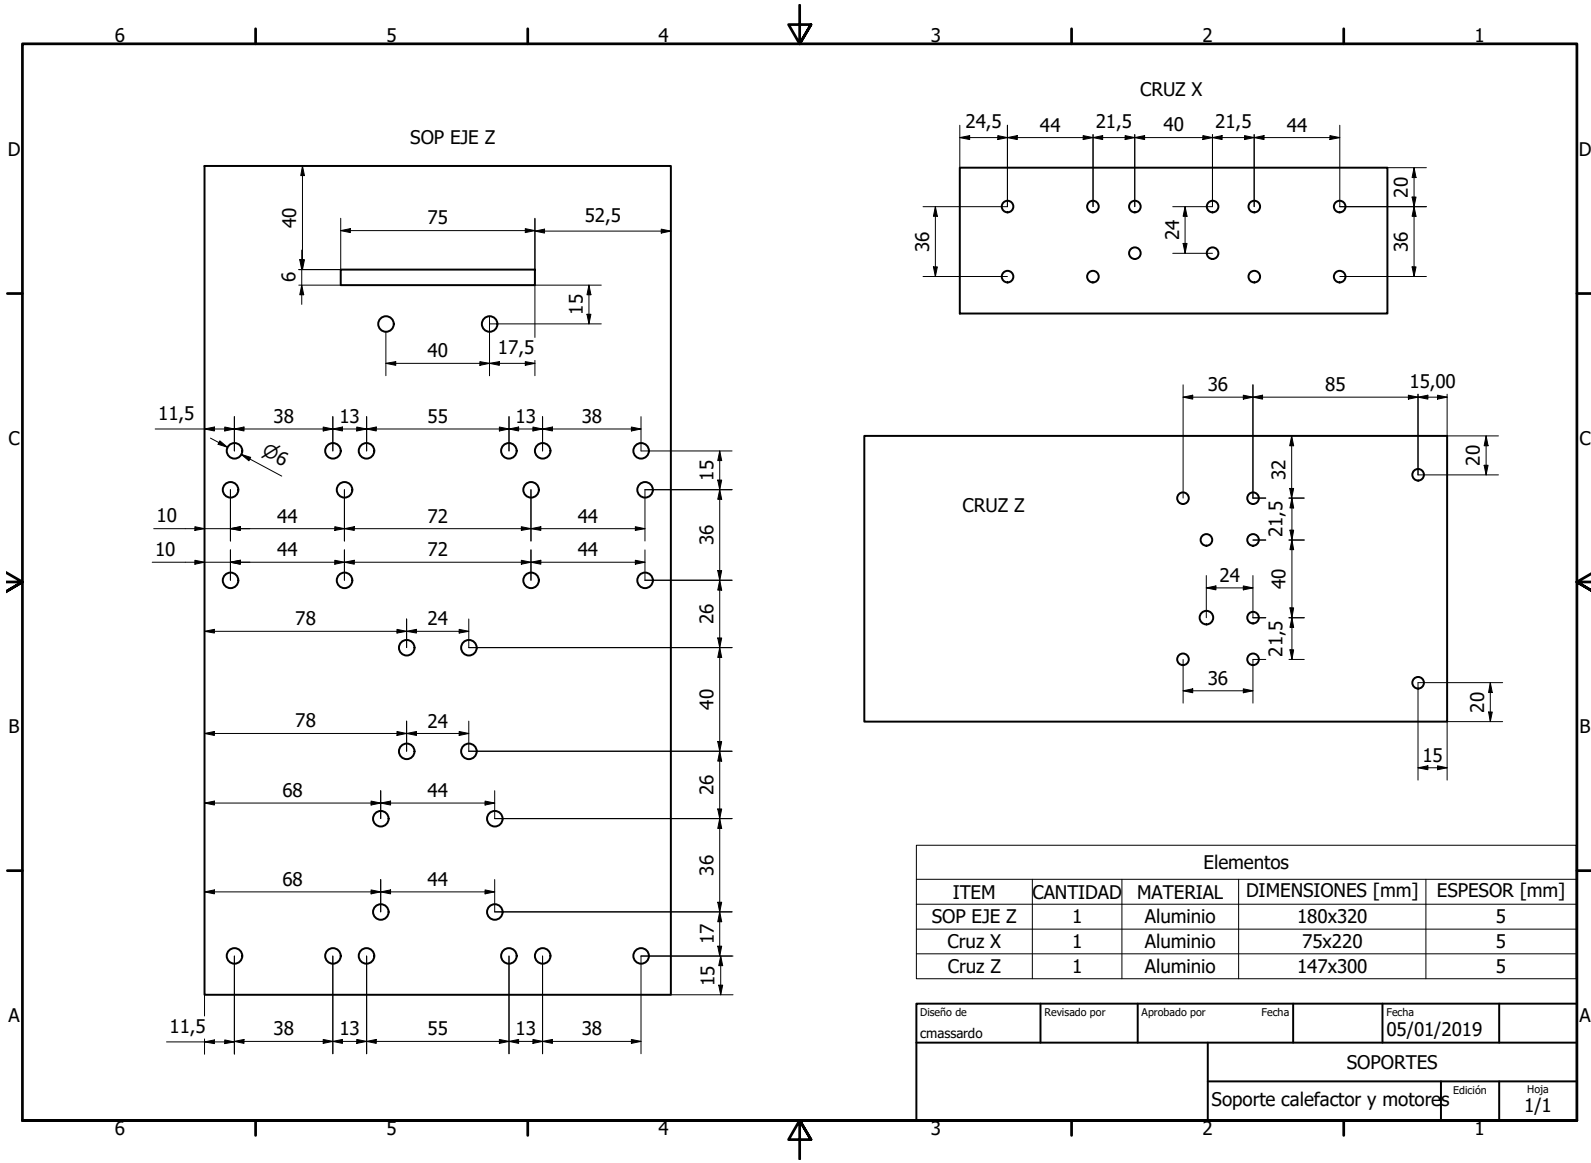 6 5 4 3 2 1
CRUZ X
24,5 44 21,5 40 21,5 44
SOP EJE Z
D D
20
40
75 52,5
36 24 36
6
15
40 17,5
36 85 15,00
11,5 38 13 55 13 38
C C
Ø6
20
32
15
CRUZ Z
21,5
10 44 72 44
36
10 44 72 44
24 40
78 24
26
21,5
36
40
20
B B
78 24
15
26
68 44
36
Elementos
ITEM CANTIDAD MATERIAL DIMENSIONES [mm] ESPESOR [mm]
SOP EJE Z 1 Aluminio 180x320 5
Cruz X 1 Aluminio 75x220 5
Cruz Z 1 Aluminio 147x300 5
68 44
17
15
A A
11,5 38 13 55 13 38
Diseño de Revisado por Aprobado por Fecha Fecha
cmassardo 05/01/2019
SOPORTES
Soporte calefactor y motores Edición Hoja
1/1
6 5 4 3 2 1